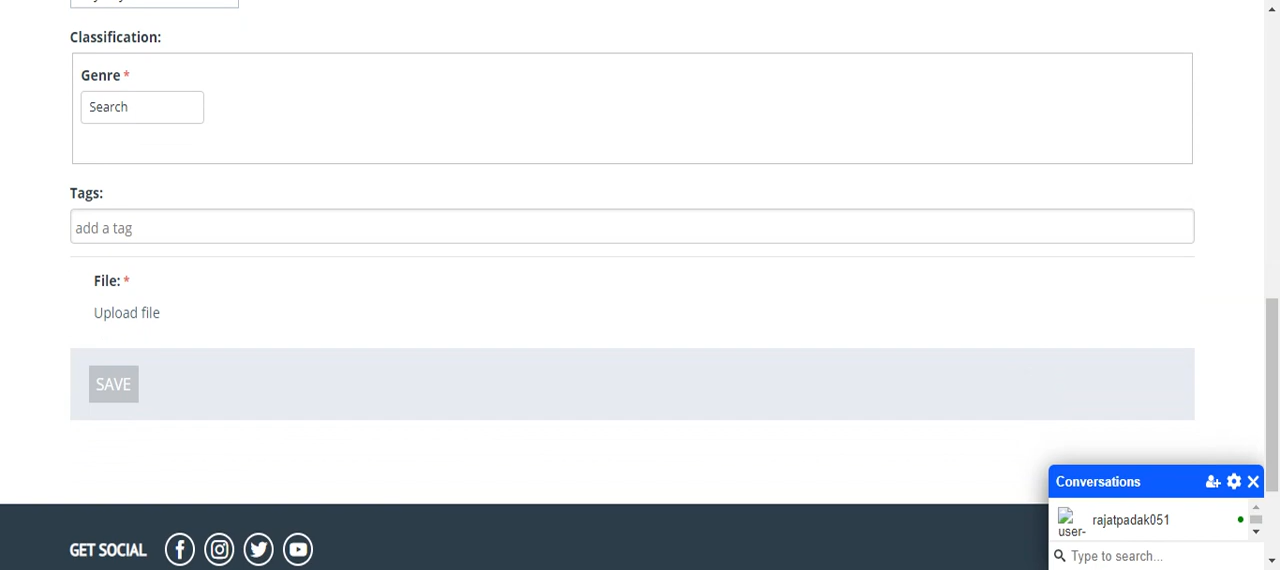 Classification:
Genre *
Search
Tags:
add a tag
File: *
Upload file
SAVE
Conversations
rajatpadak051
user-
Type to search...
GET SOCIAL